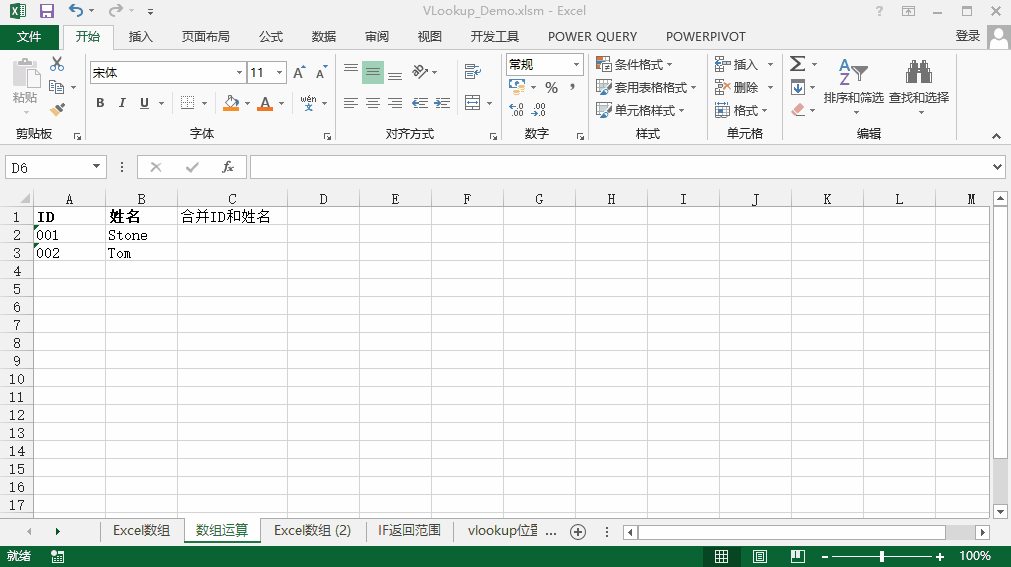 VLookup_Demo.xlsm - Excel
文件 开始 插入 页面布局 公式 数据 审阅 视图 开发工具 POWER QUERY POWERPIVOT 登录
粘贴 宋体 11 常规 条件格式 插入
B I U wén 文 % , 套用表格格式 删除 排序和筛选 查找和选择
单元格样式 格式
剪贴板 字体 对齐方式 数字 样式 单元格 编辑
D6 fx
A B C D E F G H I J K L M
1 ID 姓名 合并ID和姓名
2 001 Stone
3 002 Tom
4
5
6
7
8
9
10
11
12
13
14
15
16
17
Excel数组 数组运算 Excel数组 (2) IF返回范围 vlookup位置 ...
就绪 100%